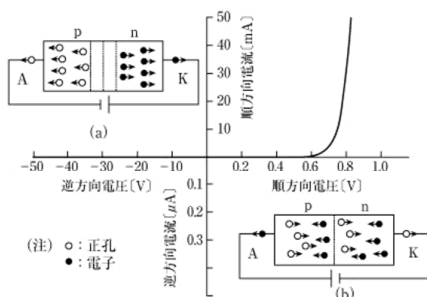 p n
A K
(a)
50
40
30
20
10
順方向電流〔mA〕
-50 -40 -30 -20 -10 0 0.2 0.4 0.6 0.8 1.0
逆方向電圧〔V〕 順方向電圧〔V〕
0.1
0.2
0.3
逆方向電流〔μA〕
(注) ○:正孔
●:電子
p n
A K
(b)